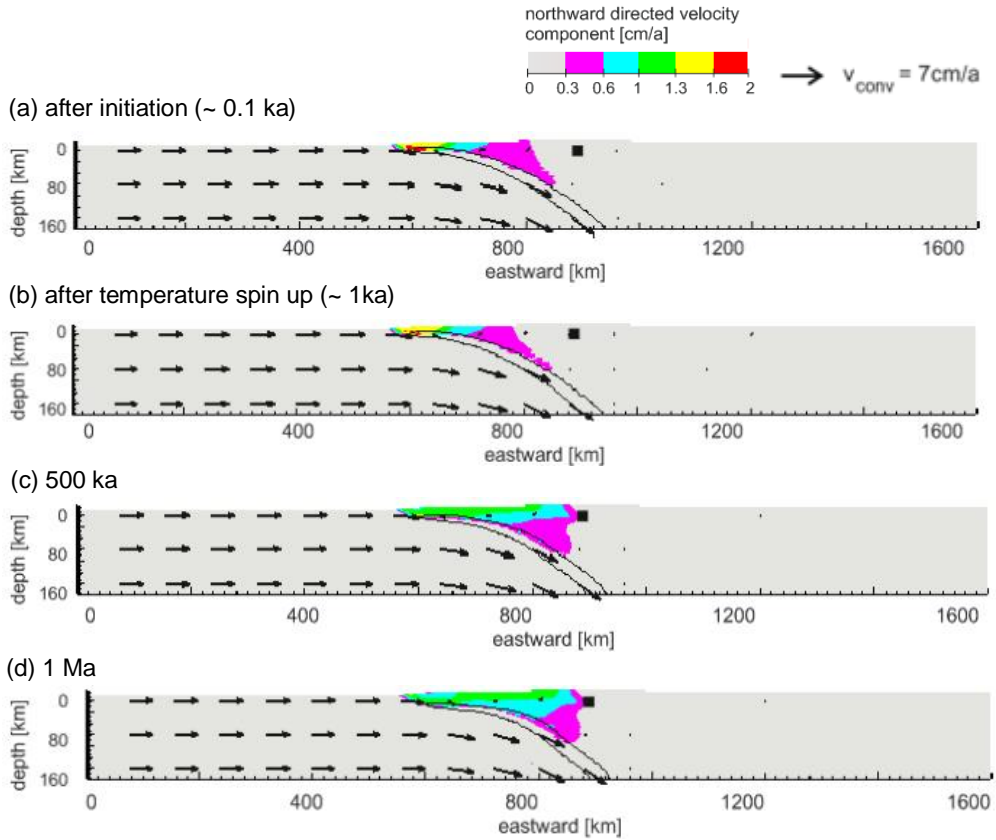 northward directed velocity
component [cm/a]
0 0.3 0.6 1 1.3 1.6 2
v_conv = 7cm/a
(a) after initiation (~ 0.1 ka)
depth [km]
0
80
160
0 400 800 1200 1600
eastward [km]
(b) after temperature spin up (~ 1ka)
depth [km]
0
80
160
0 400 800 1200 1600
eastward [km]
(c) 500 ka
depth [km]
0
80
160
0 400 800 1200 1600
eastward [km]
(d) 1 Ma
depth [km]
0
80
160
0 400 800 1200 1600
eastward [km]